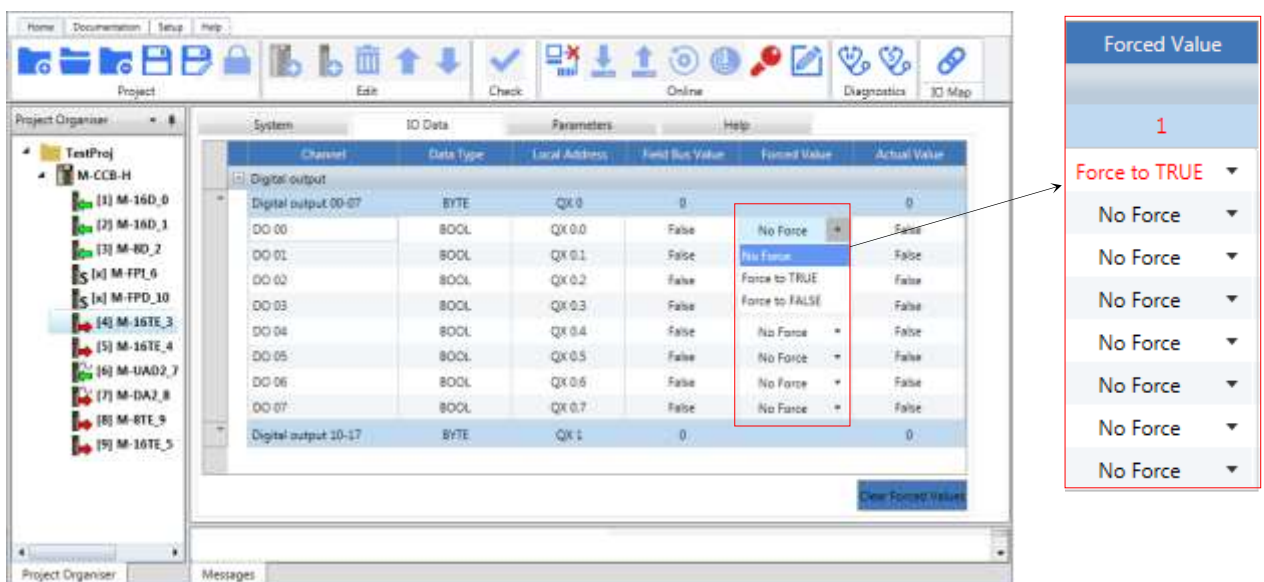 Home Documentation Setup Help
Project Edit Check Online Diagnostics IO Map
Project Organiser
TestProj
M-CCB-H
[1] M-16D_0
[2] M-16D_1
[3] M-8D_2
[x] M-FPI_6
[x] M-FPD_10
[4] M-16TE_3
[5] M-16TE_4
[6] M-UAD2_7
[7] M-DA2_8
[8] M-8TE_9
[9] M-16TE_5
Project Organiser
System IO Data Parameters Help
Channel Data Type Local Address Field Bus Value Forced Value Actual Value
Digital output
Digital output 00-07 BYTE QX 0 0 0
DO 00 BOOL QX 0.0 False No Force False
DO 01 BOOL QX 0.1 False No Force False
DO 02 BOOL QX 0.2 False Force to TRUE False
DO 03 BOOL QX 0.3 False Force to FALSE False
DO 04 BOOL QX 0.4 False No Force False
DO 05 BOOL QX 0.5 False No Force False
DO 06 BOOL QX 0.6 False No Force False
DO 07 BOOL QX 0.7 False No Force False
Digital output 10-17 BYTE QX 1 0 0
Clear Forced Values
Messages
Forced Value
1
Force to TRUE
No Force
No Force
No Force
No Force
No Force
No Force
No Force